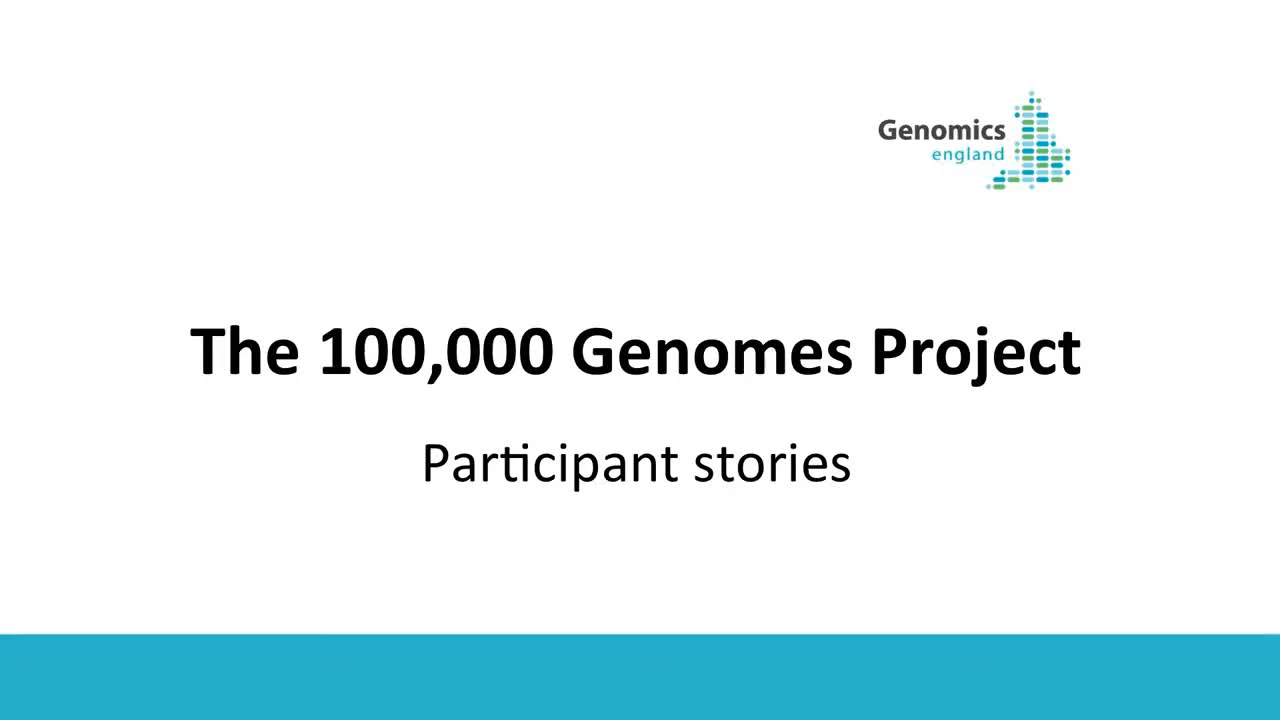 Genomics
england
The 100,000 Genomes Project
Participant stories